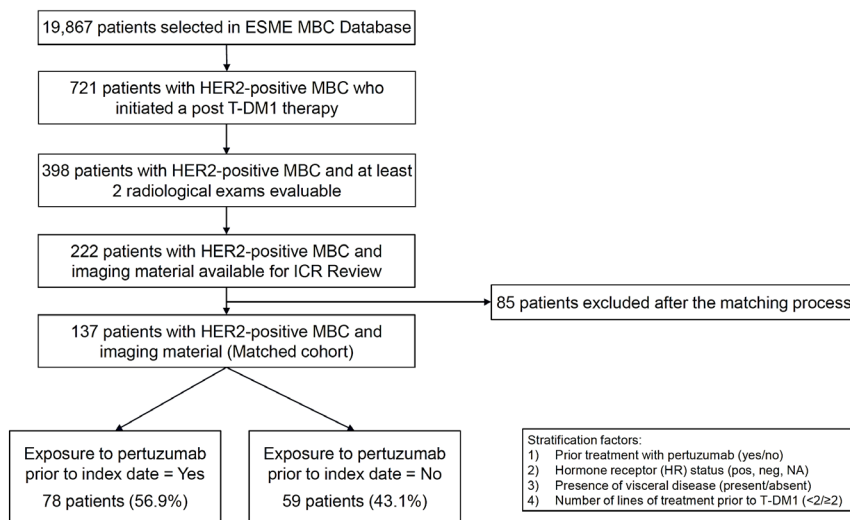 19,867 patients selected in ESME MBC Database
721 patients with HER2-positive MBC who
initiated a post T-DM1 therapy
398 patients with HER2-positive MBC and at least
2 radiological exams evaluable
222 patients with HER2-positive MBC and
imaging material available for ICR Review
85 patients excluded after the matching process
137 patients with HER2-positive MBC and
imaging material (Matched cohort)
Exposure to pertuzumab
prior to index date = Yes
78 patients (56.9%)
Exposure to pertuzumab
prior to index date = No
59 patients (43.1%)
Stratification factors:
1) Prior treatment with pertuzumab (yes/no)
2) Hormone receptor (HR) status (pos, neg, NA)
3) Presence of visceral disease (present/absent)
4) Number of lines of treatment prior to T-DM1 (<2/≥2)